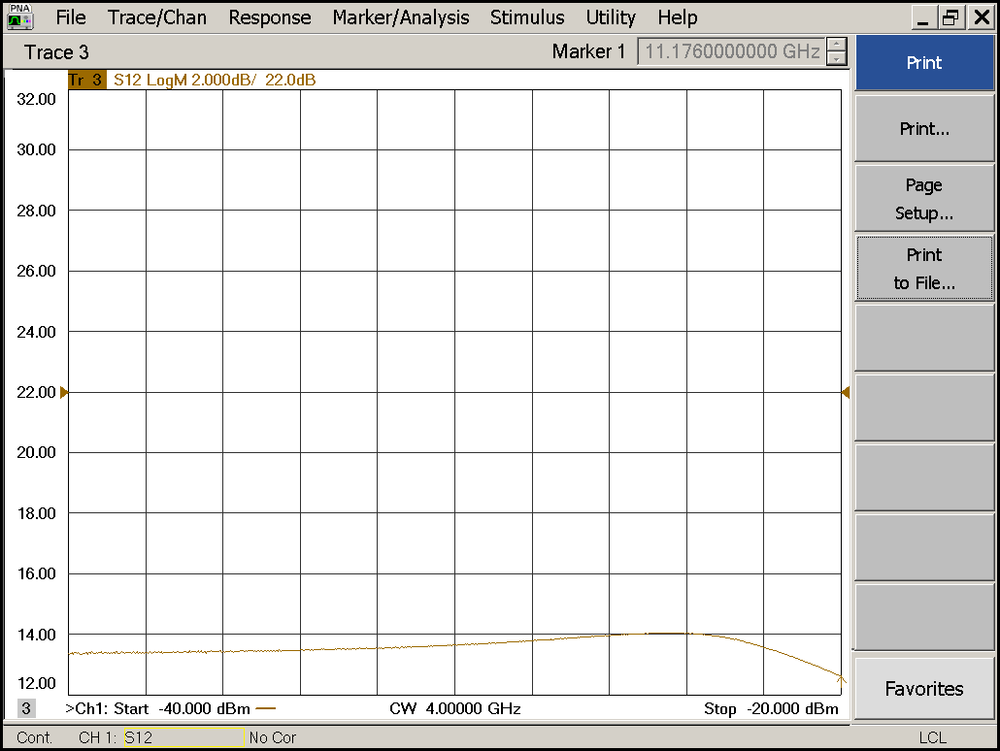 PNA File Trace/Chan Response Marker/Analysis Stimulus Utility Help
Trace 3 Marker 1 11.1760000000 GHz
Tr 3 S12 LogM 2.000dB/ 22.0dB
32.00
30.00
28.00
26.00
24.00
22.00
20.00
18.00
16.00
14.00
12.00
3 >Ch1: Start -40.000 dBm CW 4.00000 GHz Stop -20.000 dBm
Cont. CH 1: S12 No Cor LCL
Print
Print...
Page
Setup...
Print
to File...
Favorites